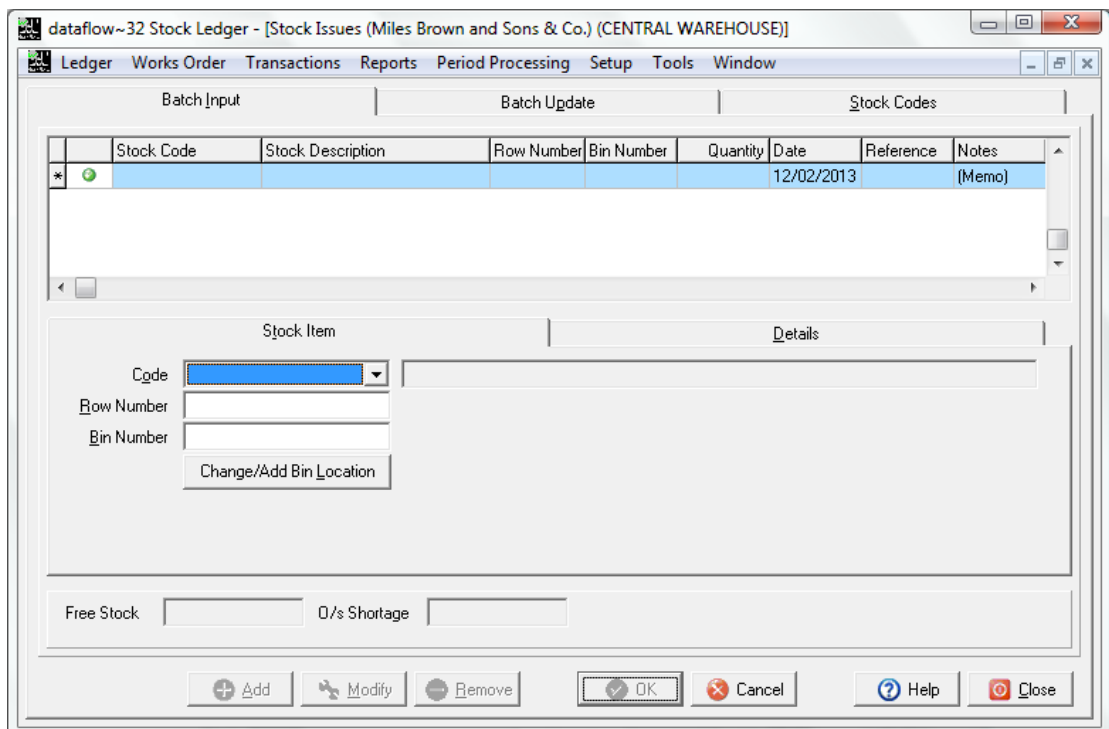 dataflow~32 Stock Ledger - [Stock Issues (Miles Brown and Sons & Co.) (CENTRAL WAREHOUSE)]
Ledger Works Order Transactions Reports Period Processing Setup Tools Window
Batch Input Batch Update Stock Codes
Stock Code Stock Description Row Number Bin Number Quantity Date Reference Notes
* 12/02/2013 (Memo)
Stock Item Details
Code
Row Number
Bin Number
Change/Add Bin Location
Free Stock O/s Shortage
Add Modify Remove OK Cancel Help Close